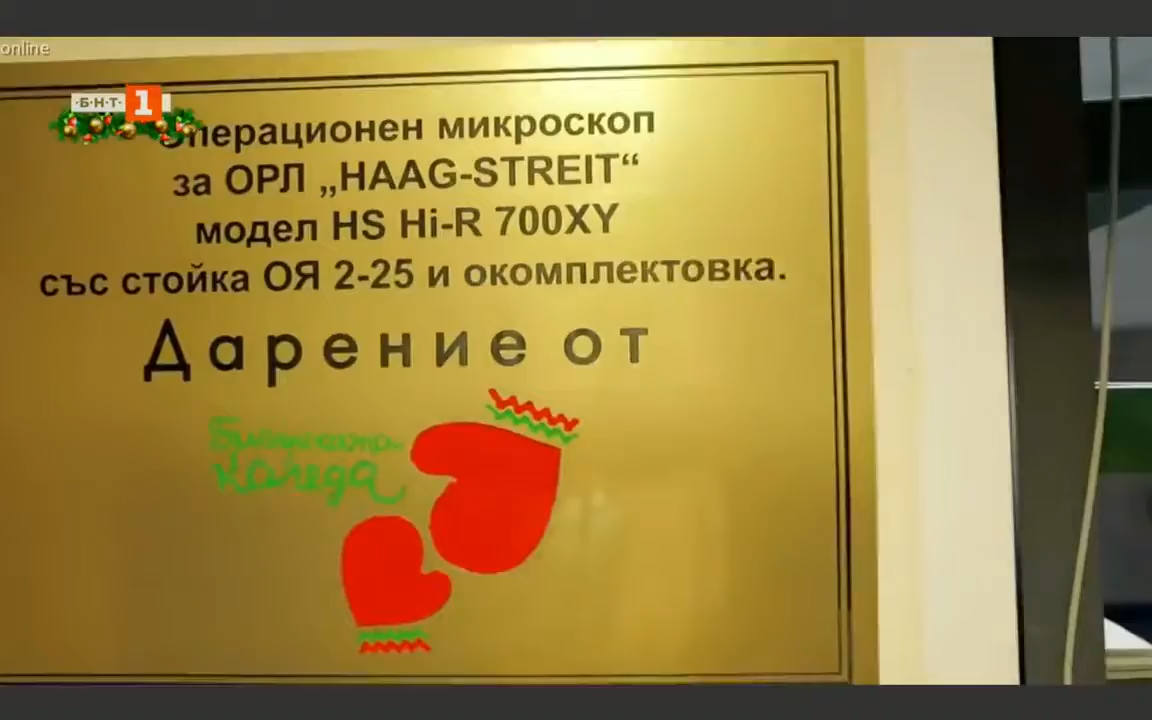 online
·Б·Н·Т· 1
Операционен микроскоп
за ОРЛ „HAAG-STREIT“
модел HS Hi-R 700XY
със стойка ОЯ 2-25 и окомплектовка.
Дарение от
Българската
Коледа